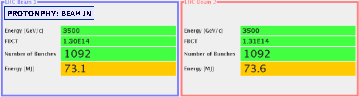 LHC Beam 1
PROTONPHY: BEAM IN
Energy [GeV/c] 3500
FBCT 1.30E14
Number of Bunches 1092
Energy [MJ] 73.1
LHC Beam 2
Energy [GeV/c] 3500
FBCT 1.31E14
Number of Bunches 1092
Energy [MJ] 73.6